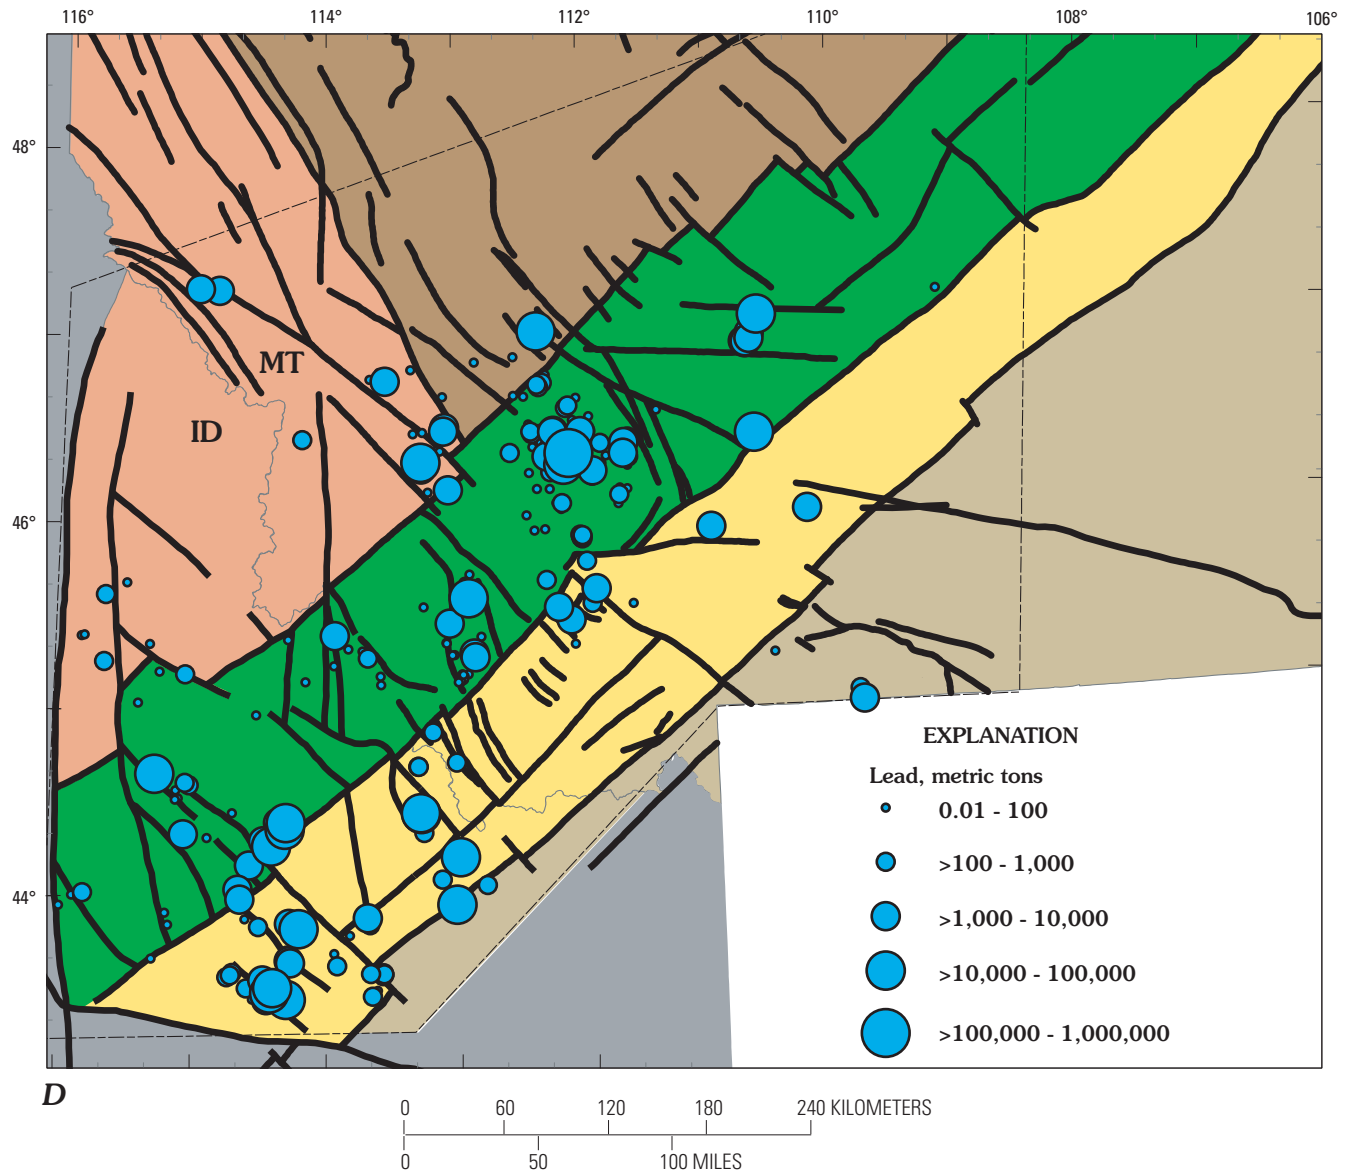 116° 114° 112° 110° 108° 106°
48°
MT
ID
46°
44°
EXPLANATION
Lead, metric tons
0.01 - 100
>100 - 1,000
>1,000 - 10,000
>10,000 - 100,000
>100,000 - 1,000,000
D
0 60 120 180 240 KILOMETERS
0 50 100 MILES